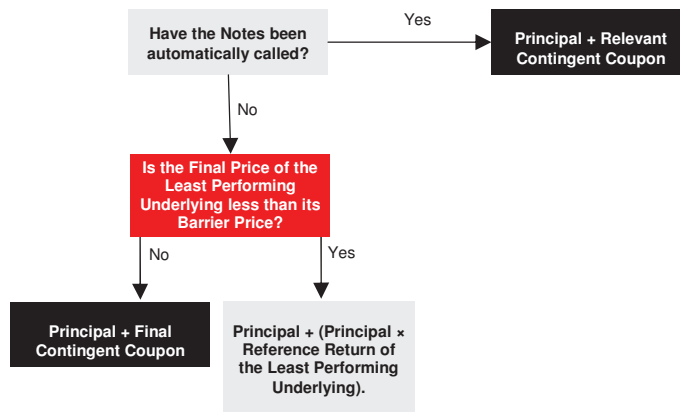 Have the Notes been
automatically called?
Yes
Principal + Relevant
Contingent Coupon
No
Is the Final Price of the
Least Performing
Underlying less than its
Barrier Price?
No
Yes
Principal + Final
Contingent Coupon
Principal + (Principal ×
Reference Return of
the Least Performing
Underlying).